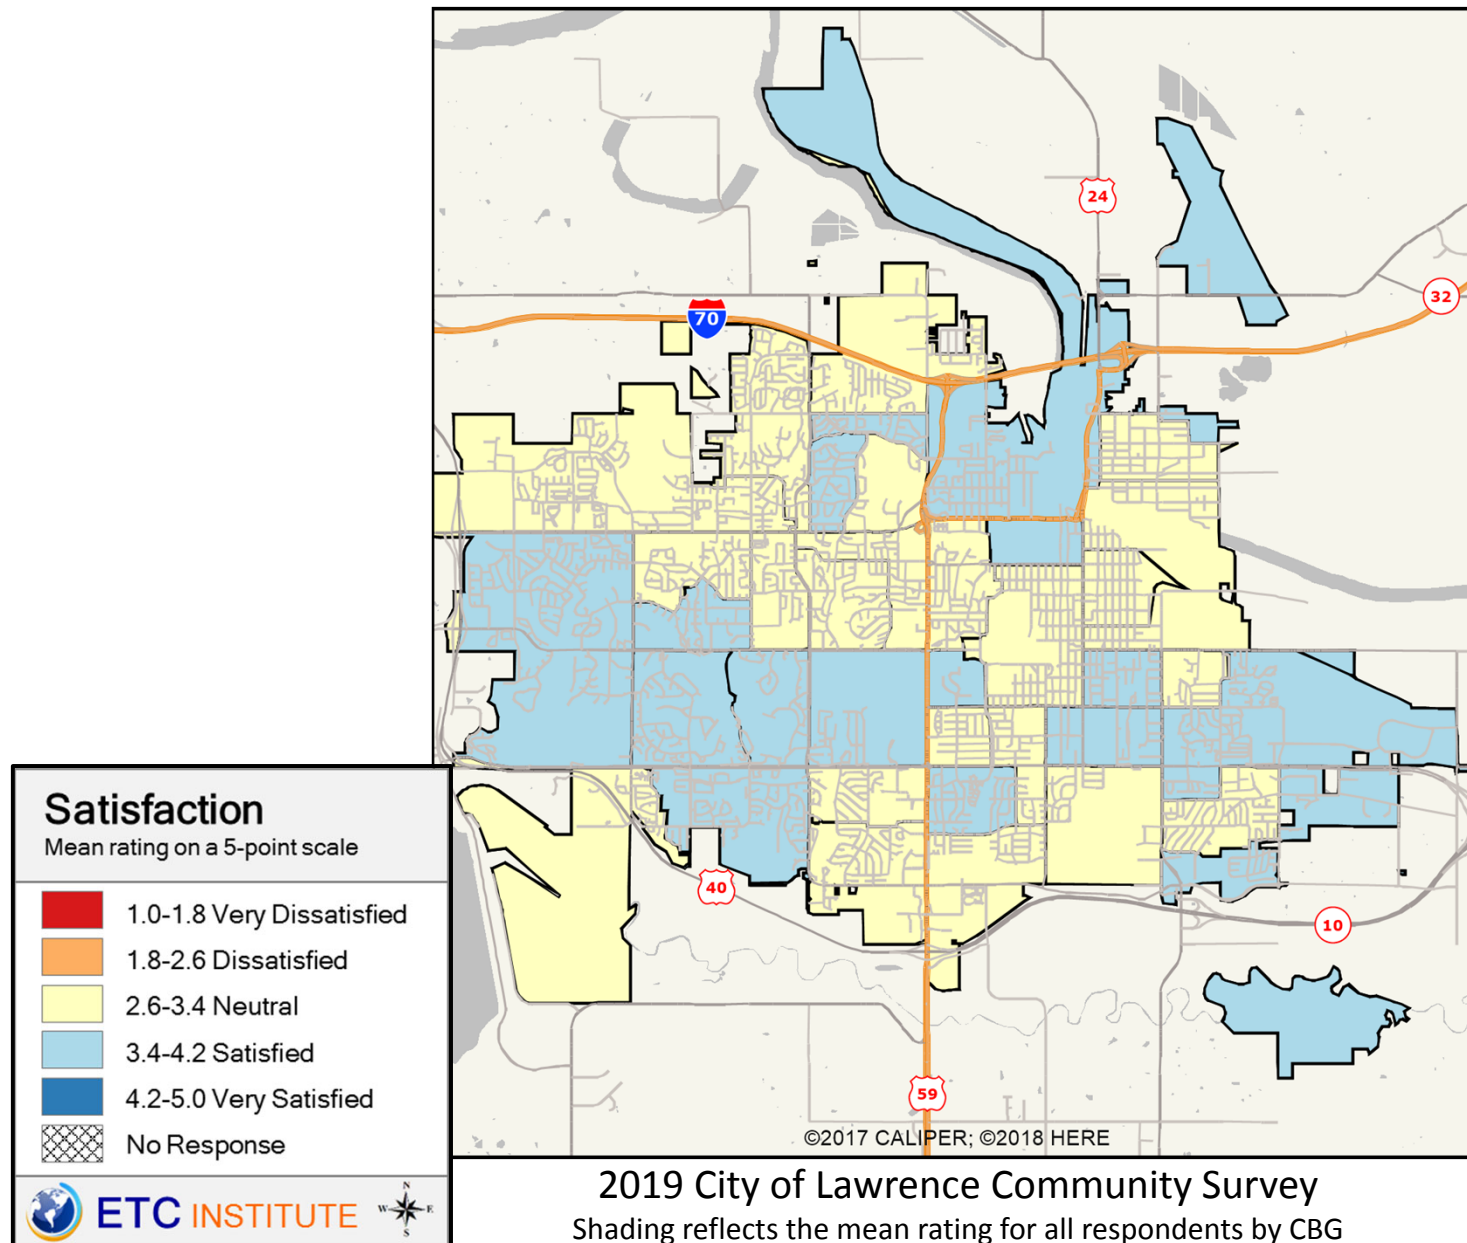 24
32
70
40
10
59
©2017 CALIPER; ©2018 HERE
Satisfaction
Mean rating on a 5-point scale
1.0-1.8 Very Dissatisfied
1.8-2.6 Dissatisfied
2.6-3.4 Neutral
3.4-4.2 Satisfied
4.2-5.0 Very Satisfied
No Response
ETC INSTITUTE
N
W
E
S
2019 City of Lawrence Community Survey
Shading reflects the mean rating for all respondents by CBG